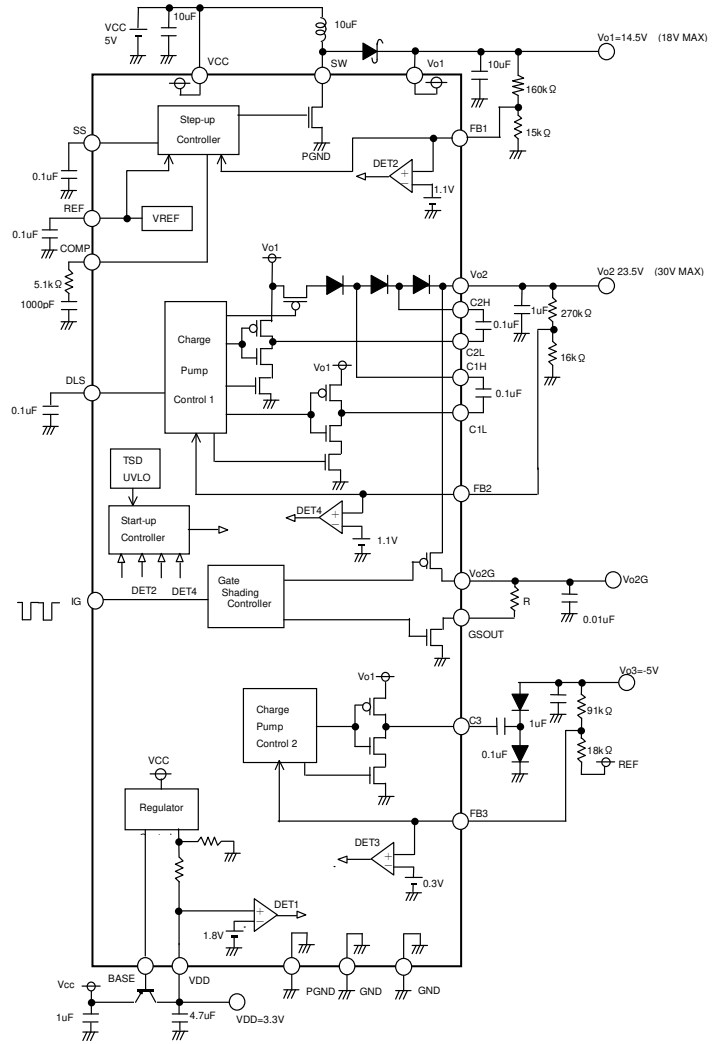 VCC
5V
10uF
10uF
Vo1=14.5V (18V MAX)
VCC
SW
Vo1
10uF
160kΩ
15kΩ
SS
Step-up
Controller
PGND
FB1
DET2
+
−
1.1V
0.1uF
REF
VREF
0.1uF
COMP
5.1kΩ
1000pF
Vo1
Vo2
Vo2 23.5V (30V MAX)
C2H
1uF
270kΩ
0.1uF
16kΩ
C2L
Charge
Pump
Control 1
Vo1
C1H
0.1uF
C1L
DLS
0.1uF
FB2
TSD
UVLO
DET4
+
−
1.1V
Start-up
Controller
DET2 DET4
IG
Gate
Shading
Controller
Vo2G
Vo2G
R
0.01uF
GSOUT
Vo1
Vo3=-5V
Charge
Pump
Control 2
C3
1uF
91kΩ
0.1uF
18kΩ
REF
VCC
Regulator
FB3
DET3
+
−
0.3V
DET1
+
−
1.8V
BASE
VDD
PGND
GND
GND
Vcc
1uF
4.7uF
VDD=3.3V